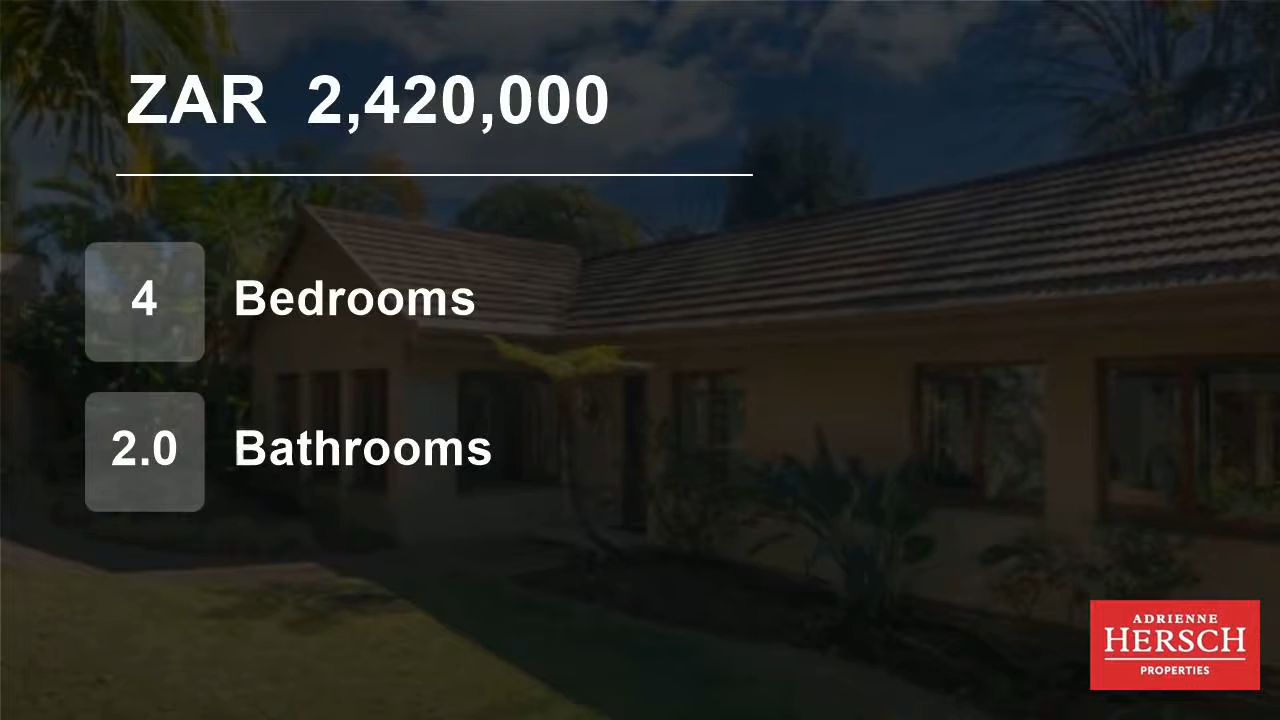 ZAR 2,420,000
4 Bedrooms
2.0 Bathrooms
ADRIENNE
HERSCH
PROPERTIES